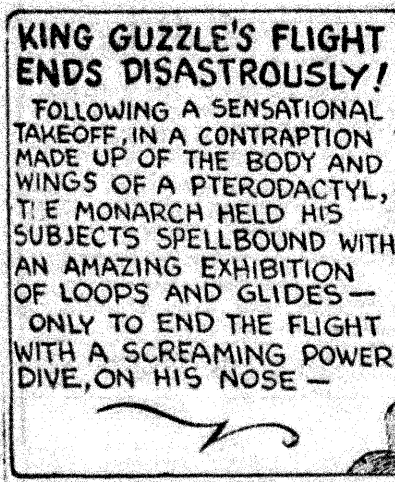 KING GUZZLE'S FLIGHT
ENDS DISASTROUSLY!
FOLLOWING A SENSATIONAL
TAKEOFF, IN A CONTRAPTION
MADE UP OF THE BODY AND
WINGS OF A PTERODACTYL,
THE MONARCH HELD HIS
SUBJECTS SPELLBOUND WITH
AN AMAZING EXHIBITION
OF LOOPS AND GLIDES—
ONLY TO END THE FLIGHT
WITH A SCREAMING POWER
DIVE, ON HIS NOSE—